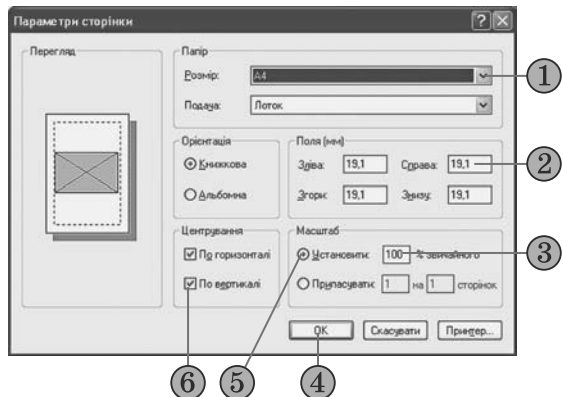 Параметри сторінки
Перегляд
Папір
Розмір: A4
1
Подача: Лоток
Орієнтація
Книжкова
Альбомна
Поля (мм)
Зліва: 19,1 Справа: 19,1
2
Згори: 19,1 Знизу: 19,1
Центрування
По горизонталі
По вертикалі
Масштаб
Установити: 100 % звичайного
3
Припасувати: 1 на 1 сторінок
OK Скасувати Принтер...
6 5 4